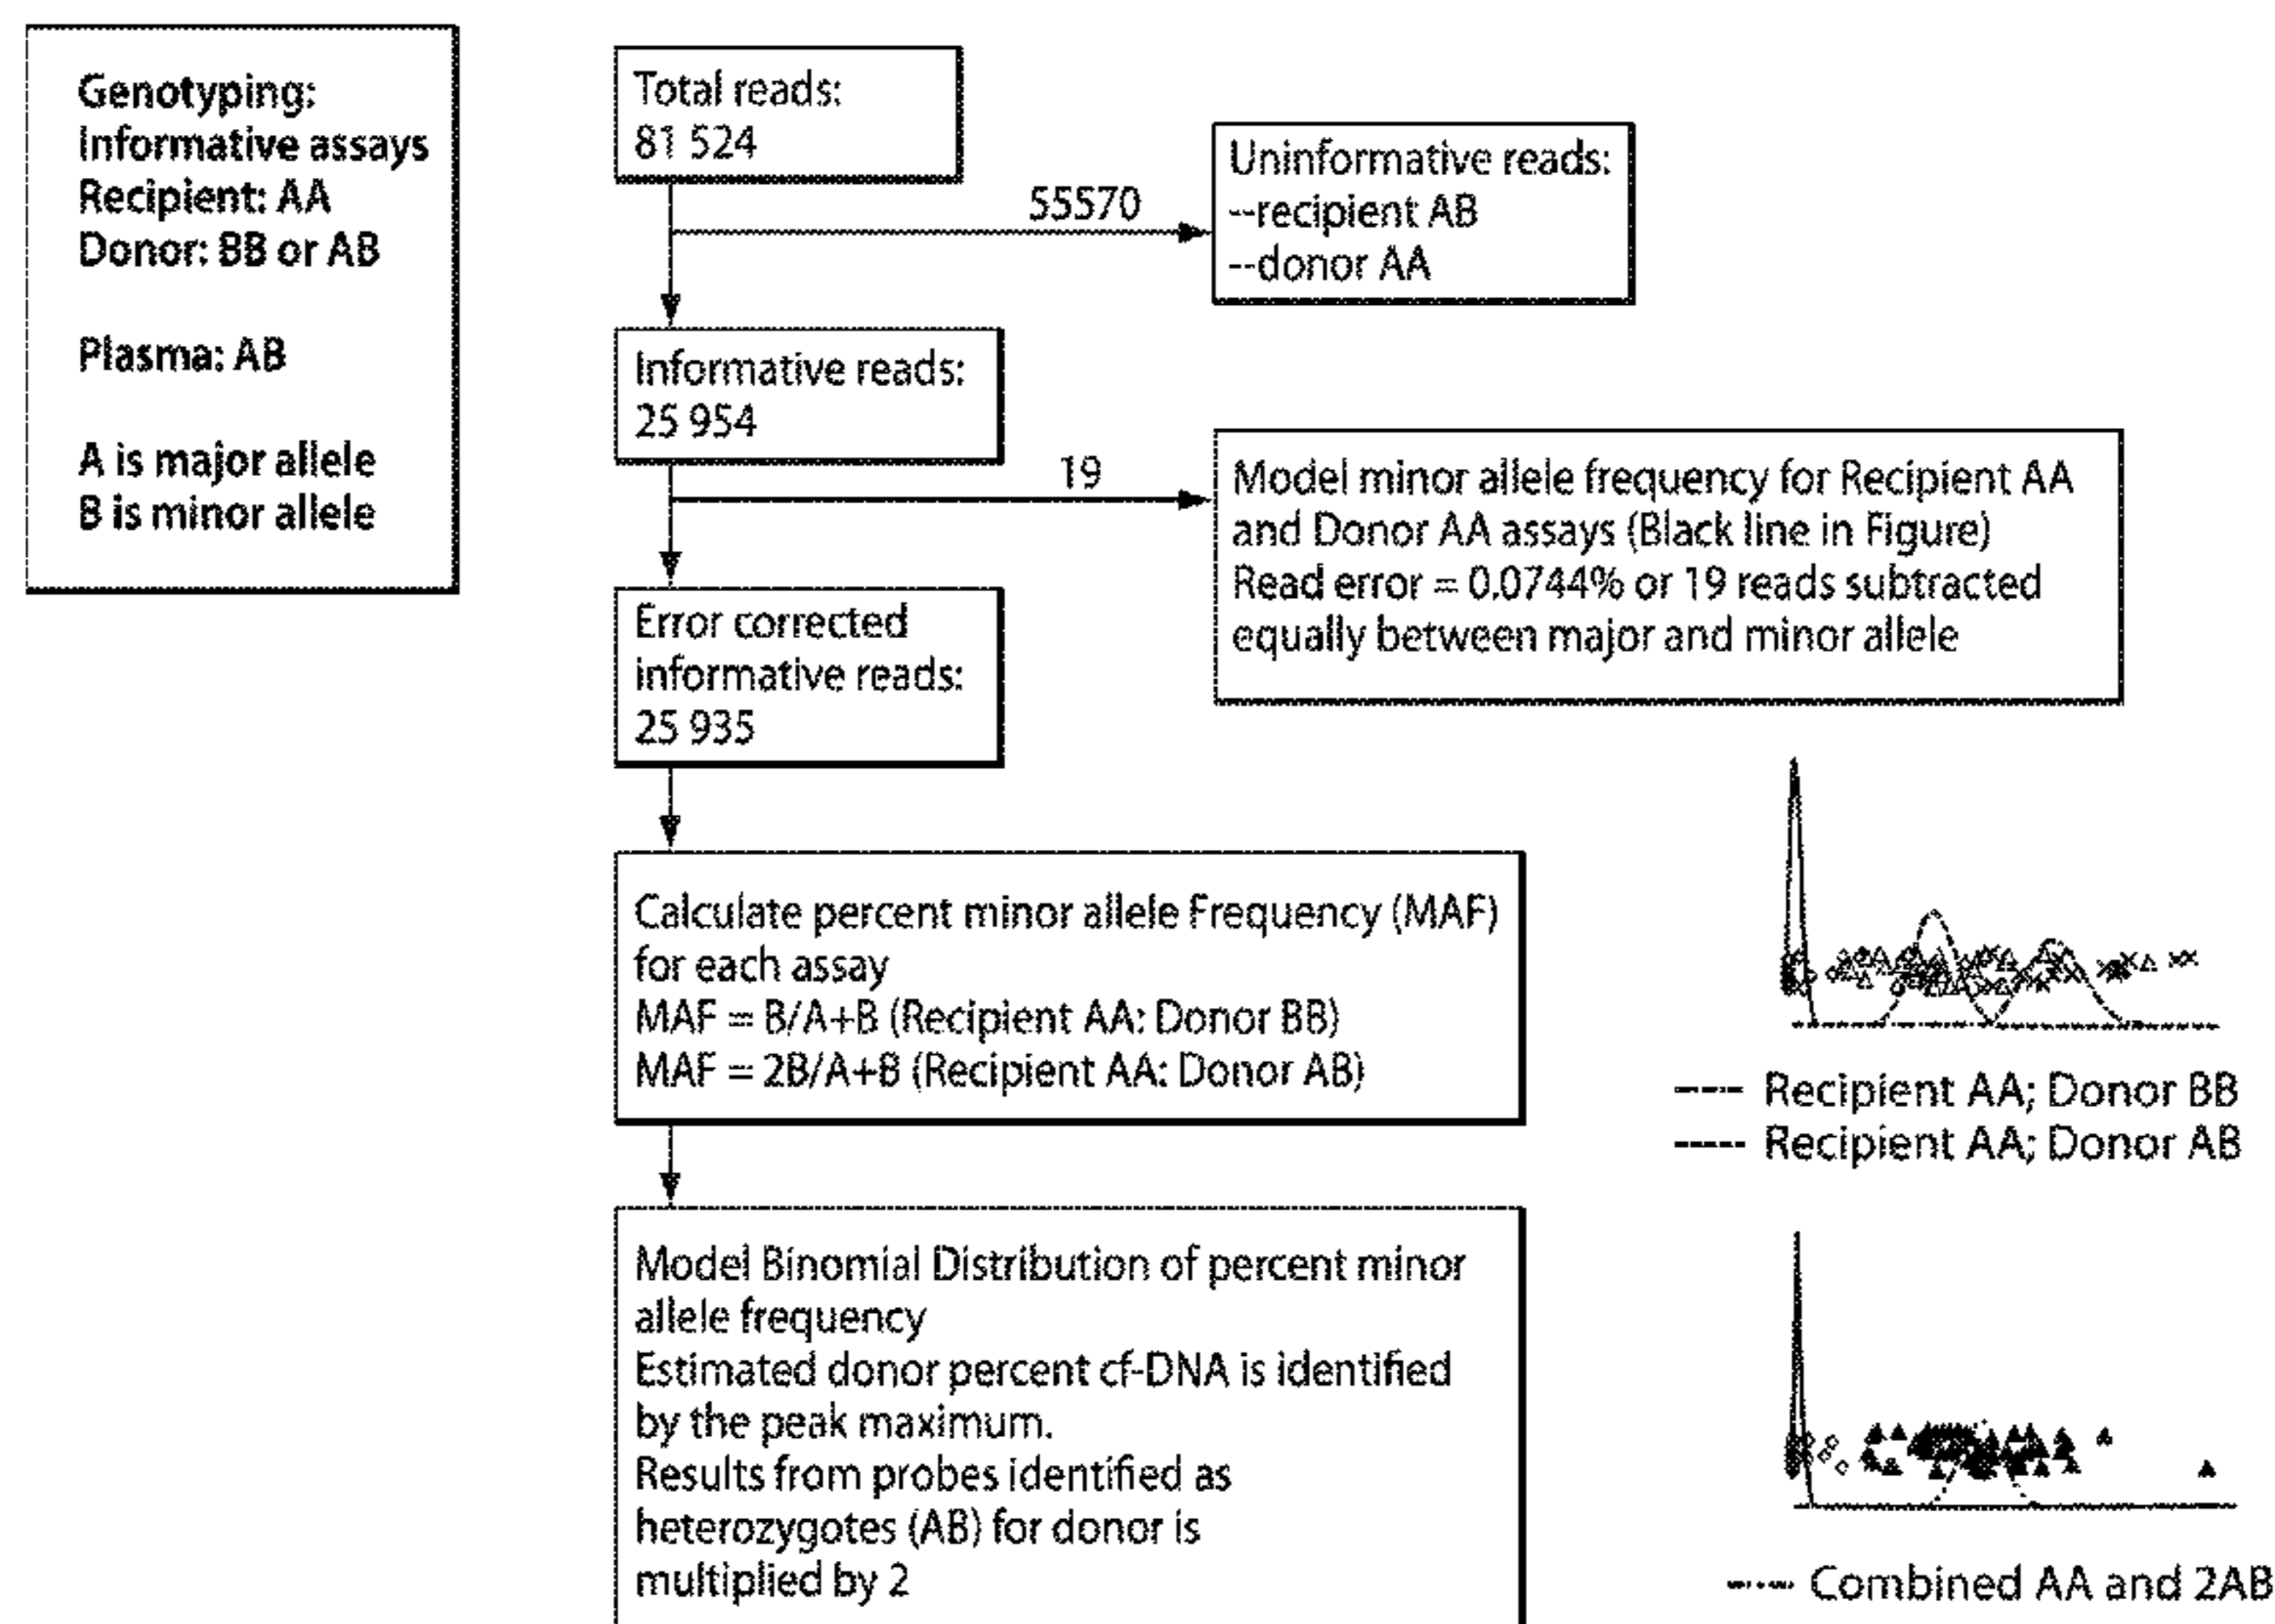 Genotyping:
Informative assays
Recipient: AA
Donor: BB or AB
Plasma: AB
A is major allele
B is minor allele
Total reads:
81 524
55570
Uninformative reads:
--recipient AB
--donor AA
Informative reads:
25 954
19
Model minor allele frequency for Recipient AA
and Donor AA assays (Black line in Figure)
Read error = 0.0744% or 19 reads subtracted
equally between major and minor allele
Error corrected
informative reads:
25 935
Calculate percent minor allele Frequency (MAF)
for each assay
MAF = B/A+B (Recipient AA: Donor BB)
MAF = 2B/A+B (Recipient AA: Donor AB)
Recipient AA; Donor BB
Recipient AA; Donor AB
Model Binomial Distribution of percent minor
allele frequency
Estimated donor percent cf-DNA is identified
by the peak maximum.
Results from probes identified as
heterozygotes (AB) for donor is
multiplied by 2
Combined AA and 2AB